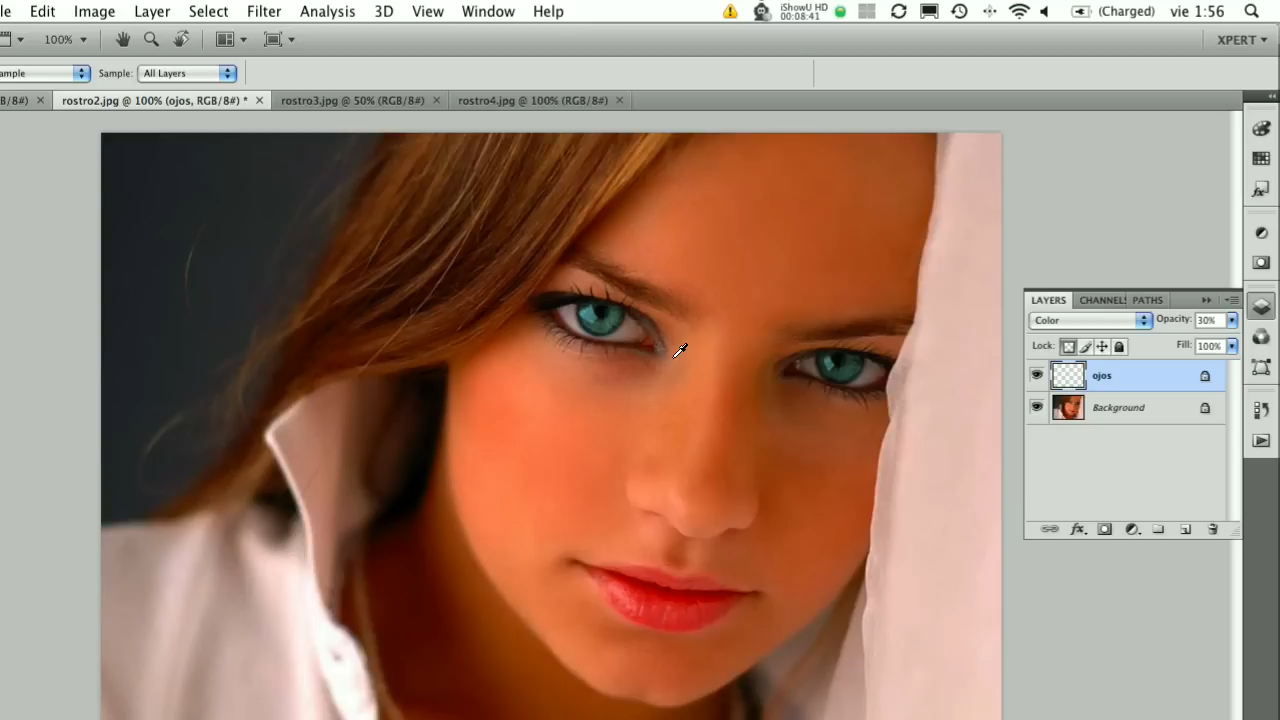 le Edit Image Layer Select Filter Analysis 3D View Window Help iShowU HD 00:08:41 (Charged) vie 1:56
100% XPERT
ample Sample: All Layers
B/8#) × rostro2.jpg @ 100% (ojos, RGB/8#) * × rostro3.jpg @ 50% (RGB/8#) × rostro4.jpg @ 100% (RGB/8#) ×
LAYERS CHANNELS PATHS
Color Opacity: 30%
Lock: Fill: 100%
ojos
Background